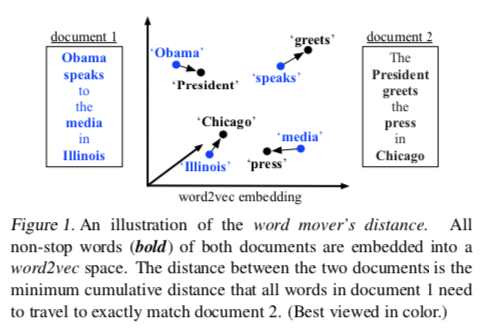 document 1
Obama
speaks
to
the
media
in
Illinois
'Obama'
'President'
'greets'
'speaks'
'Chicago'
'Illinois'
'media'
'press'
word2vec embedding
document 2
The
President
greets
the
press
in
Chicago
Figure 1. An illustration of the word mover's distance. All
non-stop words (bold) of both documents are embedded into a
word2vec space. The distance between the two documents is the
minimum cumulative distance that all words in document 1 need
to travel to exactly match document 2. (Best viewed in color.)